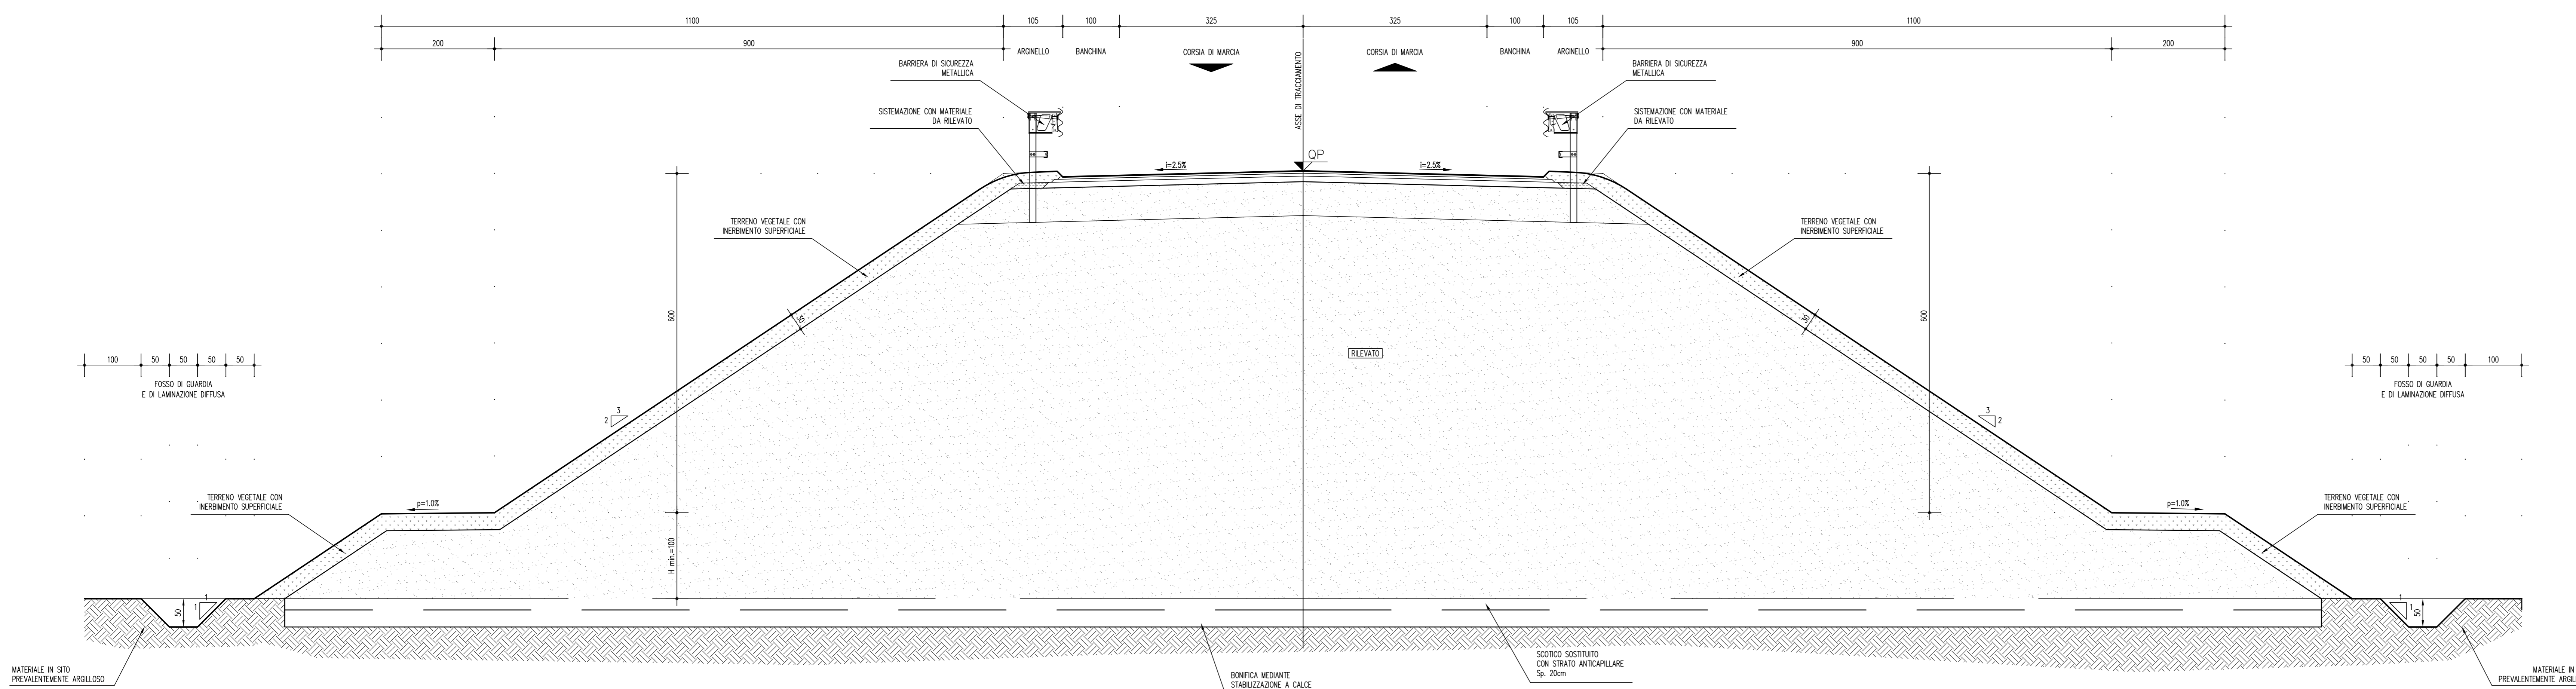 1100 105 100 325 325 100 105 1100
200 900 900 200
ARGINELLO BANCHINA CORSIA DI MARCIA CORSIA DI MARCIA BANCHINA ARGINELLO
ASSE DI TRACCIAMENTO
BARRIERA DI SICUREZZA
METALLICA
BARRIERA DI SICUREZZA
METALLICA
SISTEMAZIONE CON MATERIALE
DA RILEVATO
SISTEMAZIONE CON MATERIALE
DA RILEVATO
QP
i=2.5% i=2.5%
TERRENO VEGETALE CON
INERBIMENTO SUPERFICIALE
TERRENO VEGETALE CON
INERBIMENTO SUPERFICIALE
600
30
30
600
RILEVATO
100 50 50 50 50
FOSSO DI GUARDIA
E DI LAMINAZIONE DIFFUSA
50 50 50 50 100
FOSSO DI GUARDIA
E DI LAMINAZIONE DIFFUSA
3
2
3
2
TERRENO VEGETALE CON
INERBIMENTO SUPERFICIALE
p=1.0%
p=1.0%
TERRENO VEGETALE CON
INERBIMENTO SUPERFICIALE
H min.=100
50
1
1
1
1
50
MATERIALE IN SITO
PREVALENTEMENTE ARGILLOSO
BONIFICA MEDIANTE
STABILIZZAZIONE A CALCE
SCOTICO SOSTITUITO
CON STRATO ANTICAPILLARE
Sp. 20cm
MATERIALE IN
PREVALENTEMENTE ARGIL